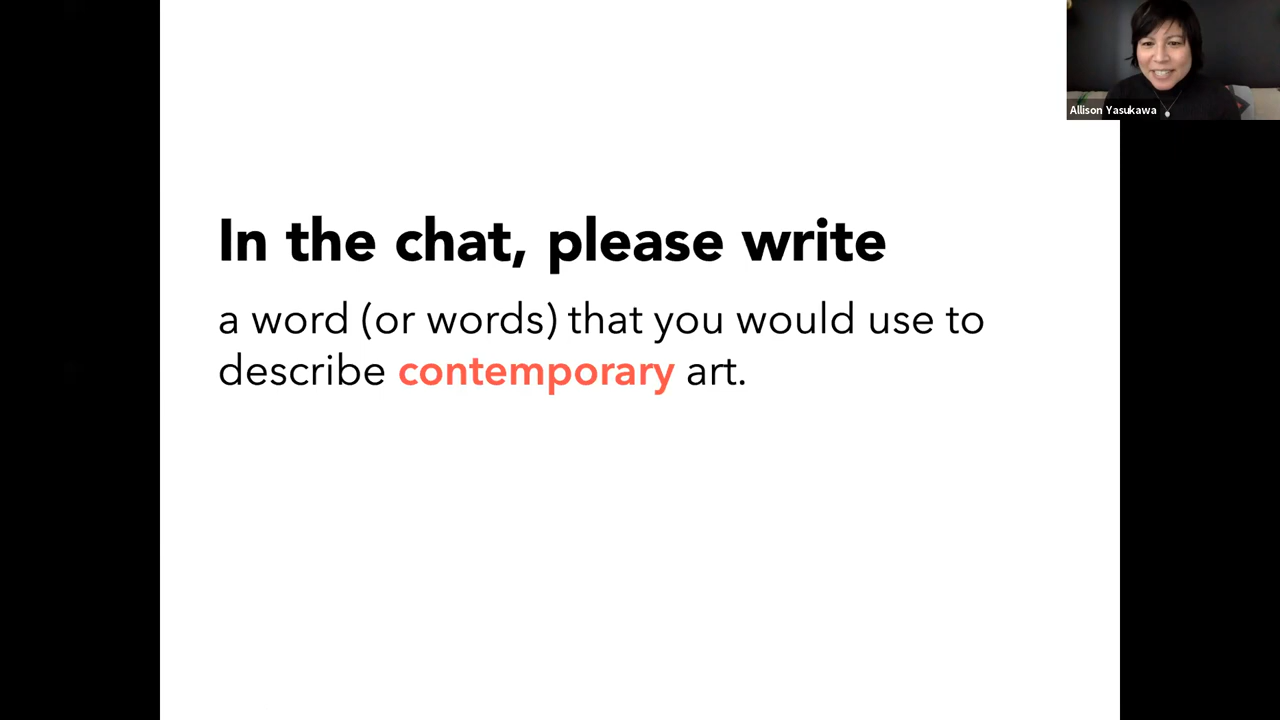 Allison Yasukawa
In the chat, please write
a word (or words) that you would use to
describe contemporary art.